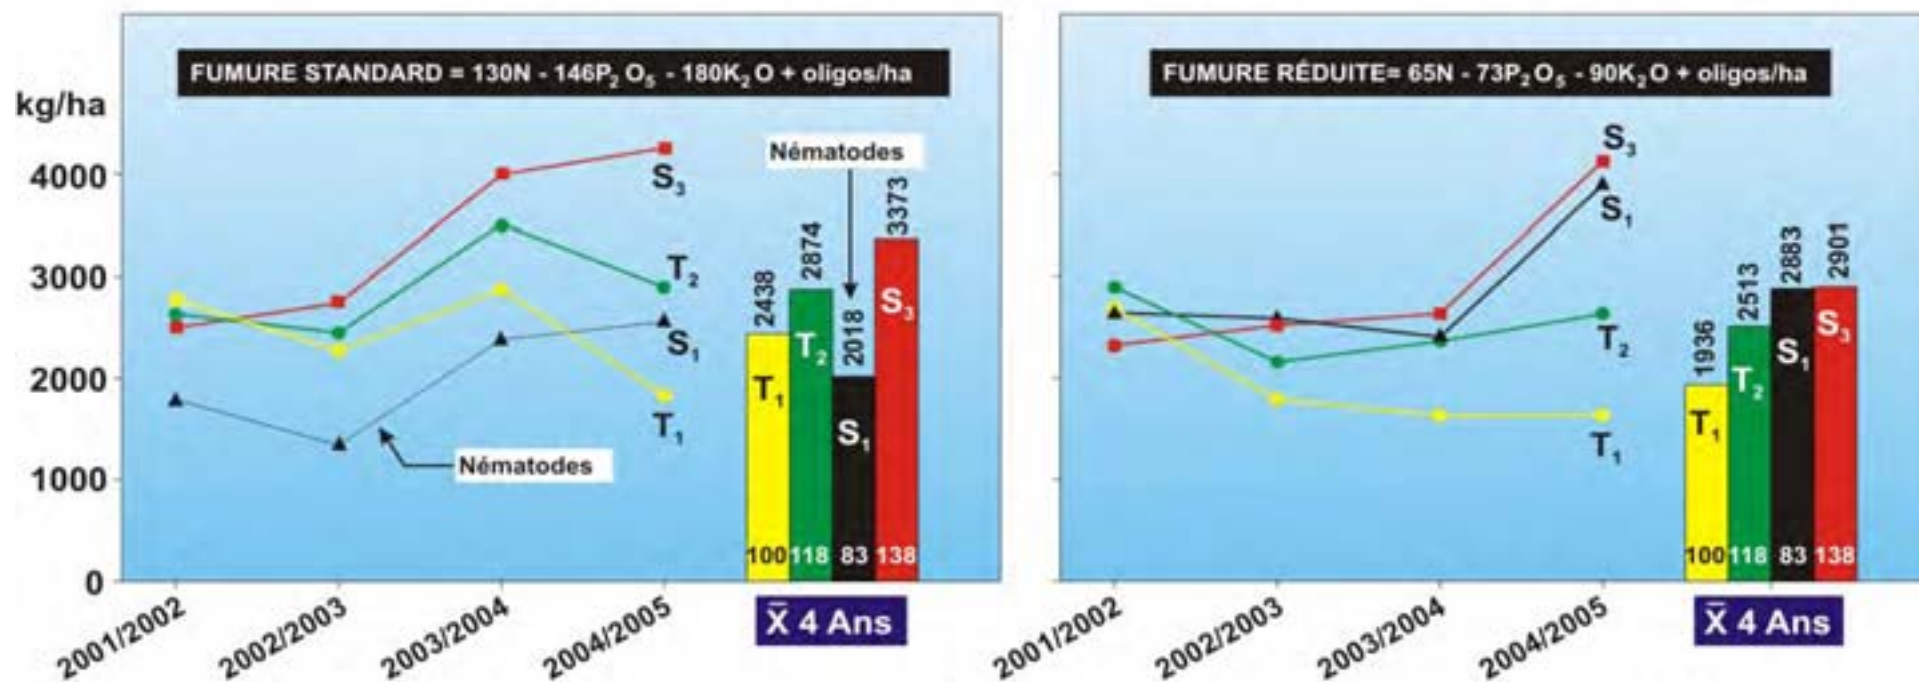 FUMURE STANDARD = 130N - 146P₂O₅ - 180K₂O + oligos/ha
kg/ha
4000
3000
2000
1000
0
S₃
T₂
S₁
T₁
Nématodes
Nématodes
2438
2874
2018
3373
T₁
T₂
S₁
S₃
100 118 83 138
2001/2002 2002/2003 2003/2004 2004/2005
X̄ 4 Ans
FUMURE RÉDUITE= 65N - 73P₂O₅ - 90K₂O + oligos/ha
S₃
S₁
T₂
T₁
1936
2513
2883
2901
T₁
T₂
S₁
S₃
100 118 83 138
2001/2002 2002/2003 2003/2004 2004/2005
X̄ 4 Ans